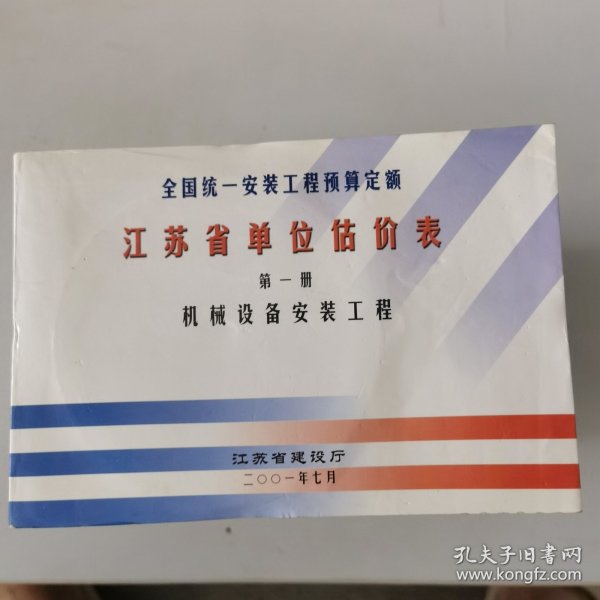 全国统一安装工程预算定额
江苏省单位估价表
第一册
机械设备安装工程
江苏省建设厅
二〇〇一年七月
孔夫子旧书网
www.kongfz.com